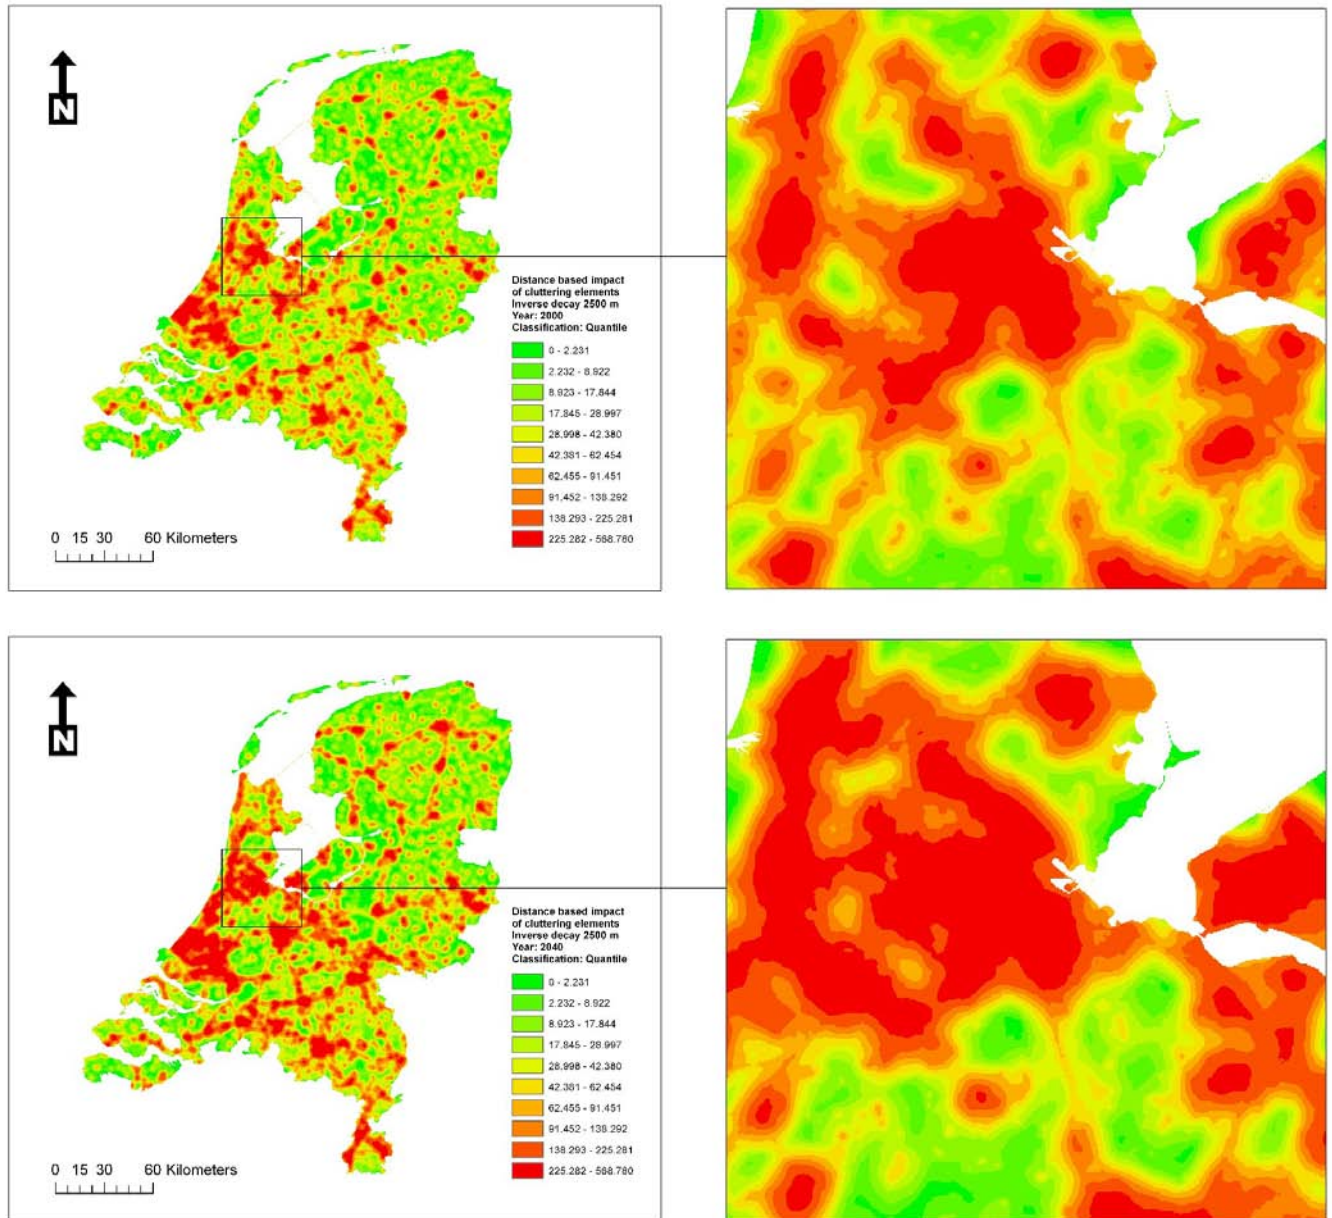 N
Distance based impact
of cluttering elements
Inverse decay 2500 m
Year: 2000
Classification: Quantile
0 - 2.231
2.232 - 8.922
8.923 - 17.844
17.845 - 28.997
28.998 - 42.380
42.381 - 62.454
62.455 - 91.451
91.452 - 138.292
138.293 - 225.281
225.282 - 568.780
0 15 30 60 Kilometers
N
Distance based impact
of cluttering elements
Inverse decay 2500 m
Year: 2040
Classification: Quantile
0 - 2.231
2.232 - 8.922
8.923 - 17.844
17.845 - 28.997
28.998 - 42.380
42.381 - 62.454
62.455 - 91.451
91.452 - 138.292
138.293 - 225.281
225.282 - 568.780
0 15 30 60 Kilometers